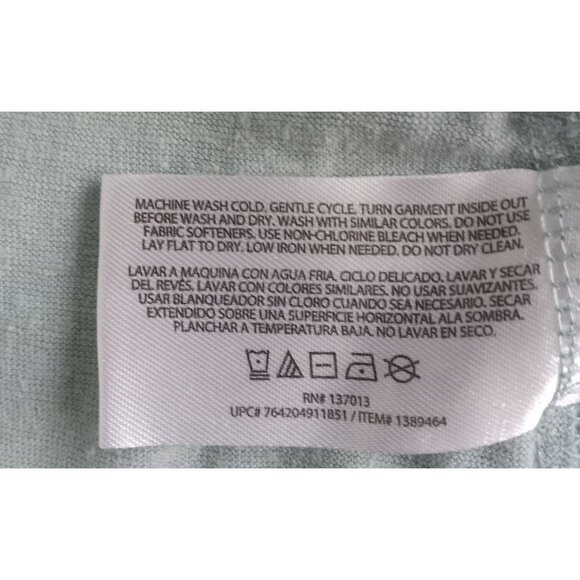 MACHINE WASH COLD. GENTLE CYCLE. TURN GARMENT INSIDE OUT
BEFORE WASH AND DRY. WASH WITH SIMILAR COLORS. DO NOT USE
FABRIC SOFTENERS. USE NON-CHLORINE BLEACH WHEN NEEDED.
LAY FLAT TO DRY. LOW IRON WHEN NEEDED. DO NOT DRY CLEAN.
LAVAR A MAQUINA CON AGUA FRIA. CICLO DELICADO. LAVAR Y SECAR
DEL REVÉS. LAVAR CON COLORES SIMILARES. NO USAR SUAVIZANTES.
USAR BLANQUEADOR SIN CLORO CUANDO SEA NECESARIO. SECAR
EXTENDIDO SOBRE UNA SUPERFICIE HORIZONTAL ALA SOMBRA.
PLANCHAR A TEMPERATURA BAJA. NO LAVAR EN SECO.
RN# 137013
UPC# 764204911851 / ITEM# 1389464